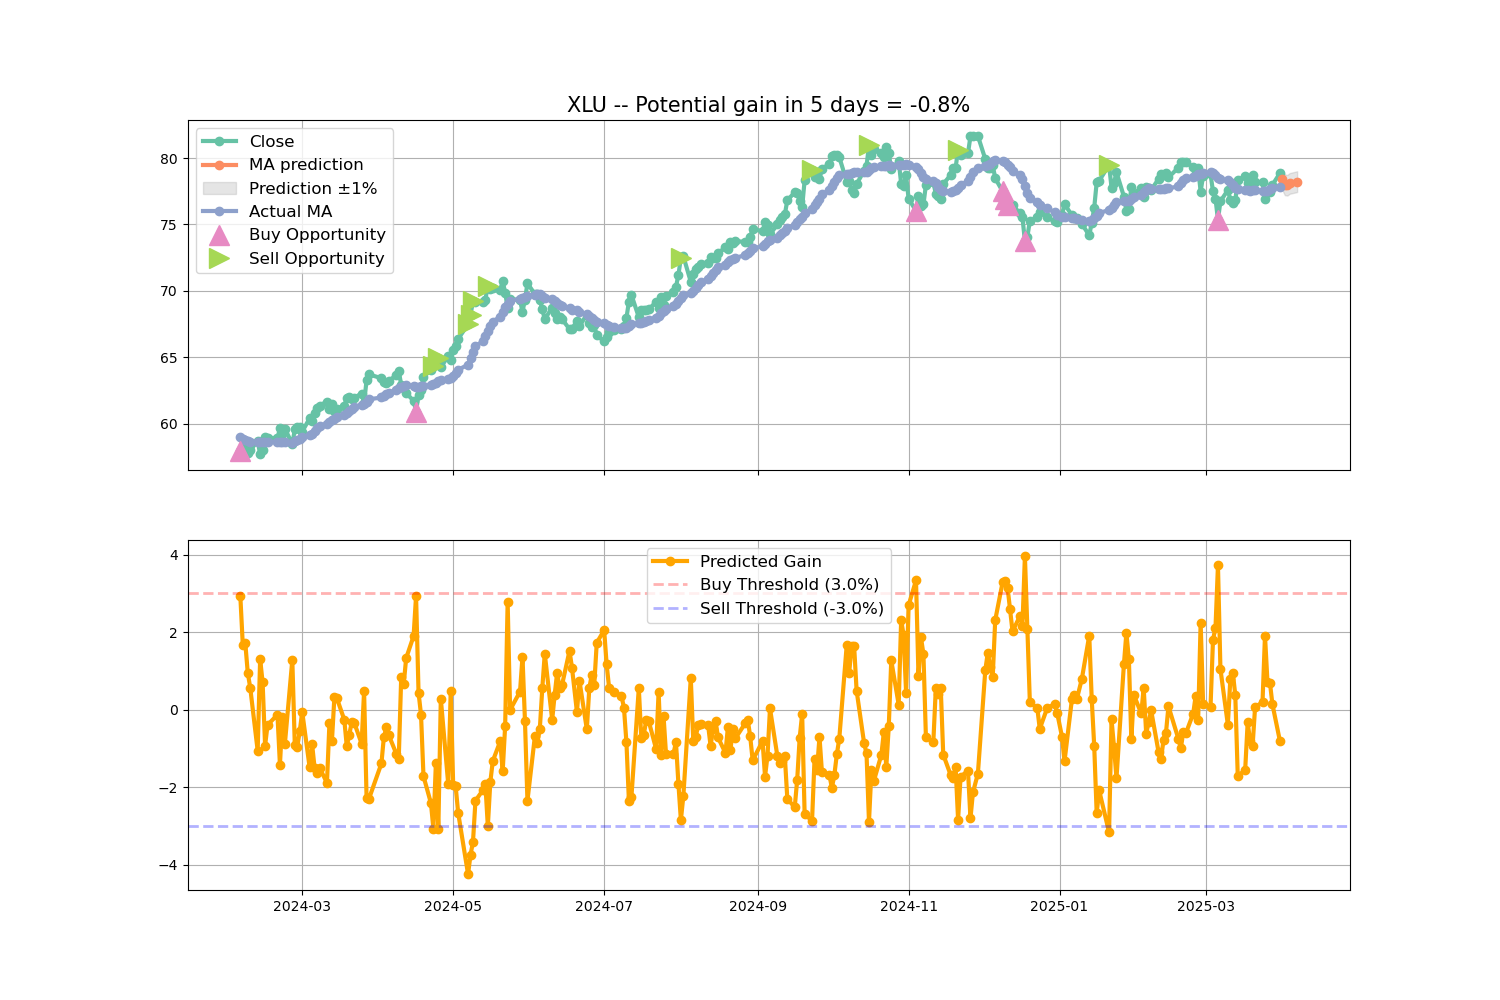 XLU -- Potential gain in 5 days = -0.8%
Close
MA prediction
Prediction ±1%
Actual MA
Buy Opportunity
Sell Opportunity
80
75
70
65
60
Predicted Gain
Buy Threshold (3.0%)
Sell Threshold (-3.0%)
4
2
0
−2
−4
2024-03 2024-05 2024-07 2024-09 2024-11 2025-01 2025-03